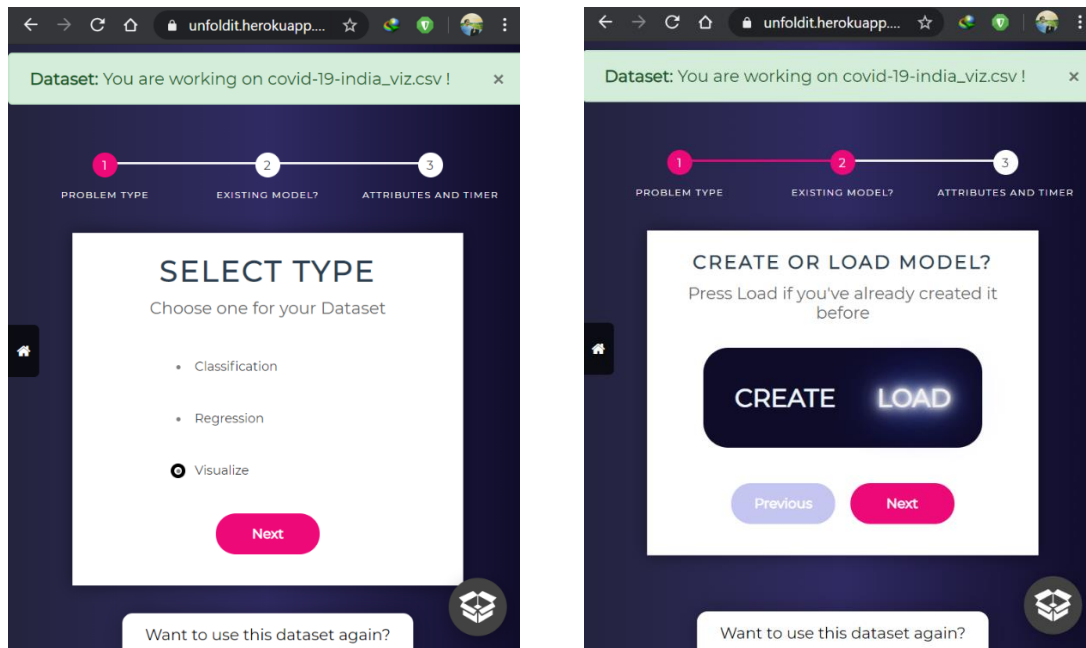 unfoldit.herokuapp....
Dataset: You are working on covid-19-india_viz.csv !
×
1
2
3
PROBLEM TYPE
EXISTING MODEL?
ATTRIBUTES AND TIMER
SELECT TYPE
Choose one for your Dataset
Classification
Regression
Visualize
Next
Want to use this dataset again?
unfoldit.herokuapp....
Dataset: You are working on covid-19-india_viz.csv !
×
1
2
3
PROBLEM TYPE
EXISTING MODEL?
ATTRIBUTES AND TIMER
CREATE OR LOAD MODEL?
Press Load if you've already created it
before
CREATE
LOAD
Previous
Next
Want to use this dataset again?